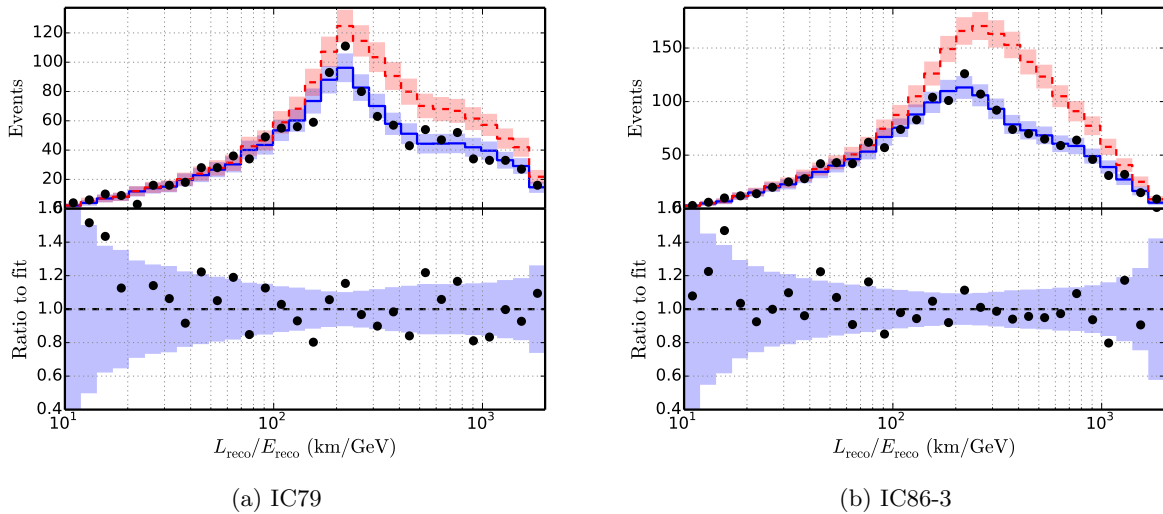 120
100
80
60
40
20
0
Events
1.6
1.4
1.2
1.0
0.8
0.6
0.4
Ratio to fit
10¹ 10² 10³
L_reco/E_reco (km/GeV)
(a) IC79
150
100
50
0
Events
1.6
1.4
1.2
1.0
0.8
0.6
0.4
Ratio to fit
10¹ 10² 10³
L_reco/E_reco (km/GeV)
(b) IC86-3